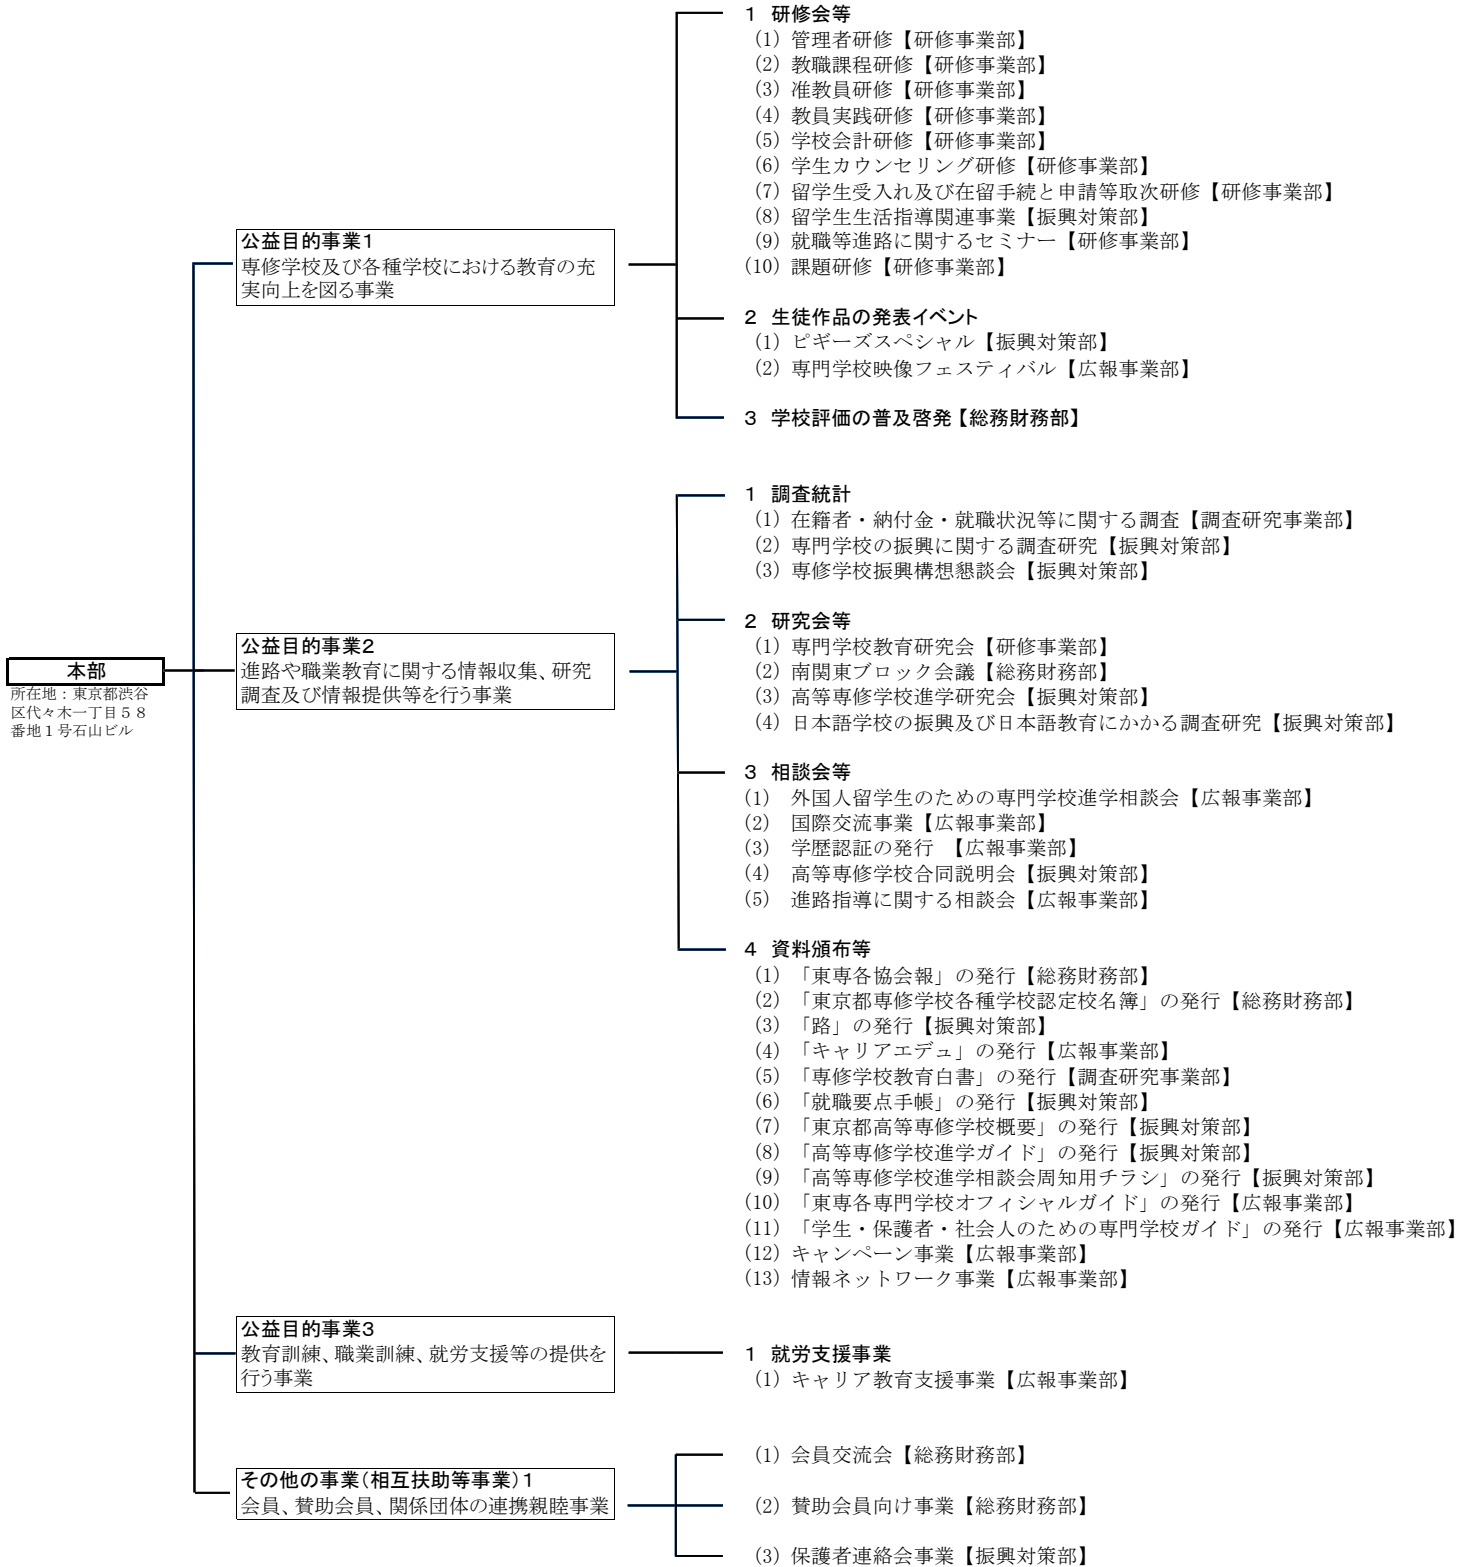 本部
所在地：東京都渋谷
区代々木一丁目５８
番地１号石山ビル
公益目的事業1
専修学校及び各種学校における教育の充
実向上を図る事業
1 研修会等
(1) 管理者研修【研修事業部】
(2) 教職課程研修【研修事業部】
(3) 准教員研修【研修事業部】
(4) 教員実践研修【研修事業部】
(5) 学校会計研修【研修事業部】
(6) 学生カウンセリング研修【研修事業部】
(7) 留学生受入れ及び在留手続と申請等取次研修【研修事業部】
(8) 留学生生活指導関連事業【振興対策部】
(9) 就職等進路に関するセミナー【研修事業部】
(10) 課題研修【研修事業部】
2 生徒作品の発表イベント
(1) ピギーズスペシャル【振興対策部】
(2) 専門学校映像フェスティバル【広報事業部】
3 学校評価の普及啓発【総務財務部】
公益目的事業2
進路や職業教育に関する情報収集、研究
調査及び情報提供等を行う事業
1 調査統計
(1) 在籍者・納付金・就職状況等に関する調査【調査研究事業部】
(2) 専門学校の振興に関する調査研究【振興対策部】
(3) 専修学校振興構想懇談会【振興対策部】
2 研究会等
(1) 専門学校教育研究会【研修事業部】
(2) 南関東ブロック会議【総務財務部】
(3) 高等専修学校進学研究会【振興対策部】
(4) 日本語学校の振興及び日本語教育にかかる調査研究【振興対策部】
3 相談会等
(1) 外国人留学生のための専門学校進学相談会【広報事業部】
(2) 国際交流事業【広報事業部】
(3) 学歴認証の発行 【広報事業部】
(4) 高等専修学校合同説明会【振興対策部】
(5) 進路指導に関する相談会【広報事業部】
4 資料頒布等
(1) 「東専各協会報」の発行【総務財務部】
(2) 「東京都専修学校各種学校認定校名簿」の発行【総務財務部】
(3) 「路」の発行【振興対策部】
(4) 「キャリアエデュ」の発行【広報事業部】
(5) 「専修学校教育白書」の発行【調査研究事業部】
(6) 「就職要点手帳」の発行【振興対策部】
(7) 「東京都高等専修学校概要」の発行【振興対策部】
(8) 「高等専修学校進学ガイド」の発行【振興対策部】
(9) 「高等専修学校進学相談会周知用チラシ」の発行【振興対策部】
(10) 「東専各専門学校オフィシャルガイド」の発行【広報事業部】
(11) 「学生・保護者・社会人のための専門学校ガイド」の発行【広報事業部】
(12) キャンペーン事業【広報事業部】
(13) 情報ネットワーク事業【広報事業部】
公益目的事業3
教育訓練、職業訓練、就労支援等の提供を
行う事業
1 就労支援事業
(1) キャリア教育支援事業【広報事業部】
その他の事業（相互扶助等事業）1
会員、賛助会員、関係団体の連携親睦事業
(1) 会員交流会【総務財務部】
(2) 賛助会員向け事業【総務財務部】
(3) 保護者連絡会事業【振興対策部】